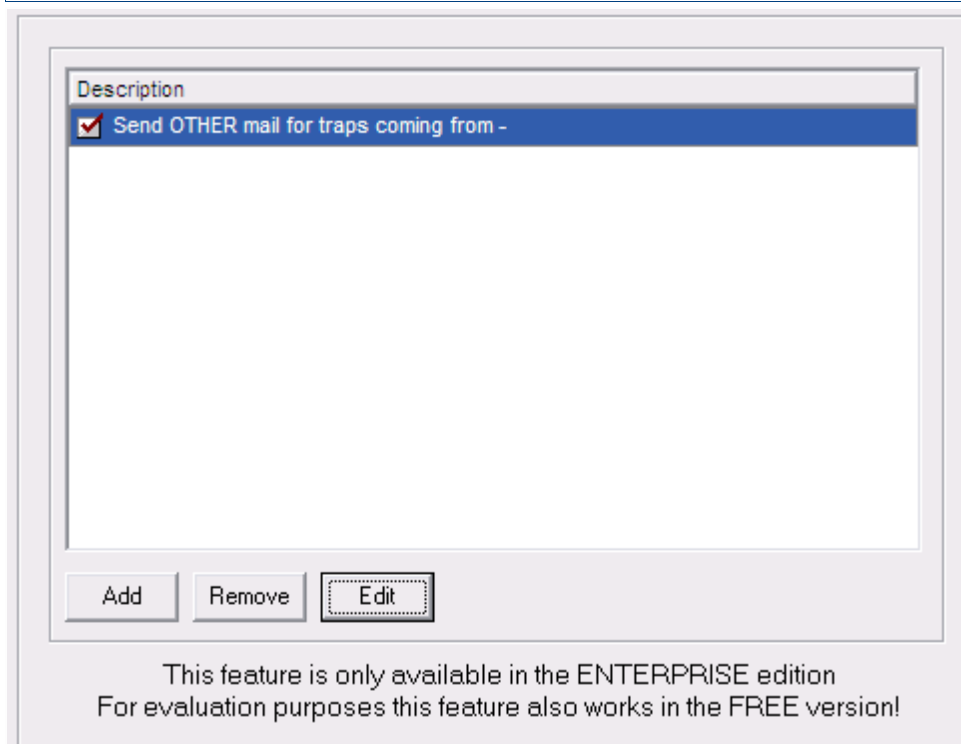 Description
Send OTHER mail for traps coming from -
Add Remove Edit
This feature is only available in the ENTERPRISE edition
For evaluation purposes this feature also works in the FREE version!